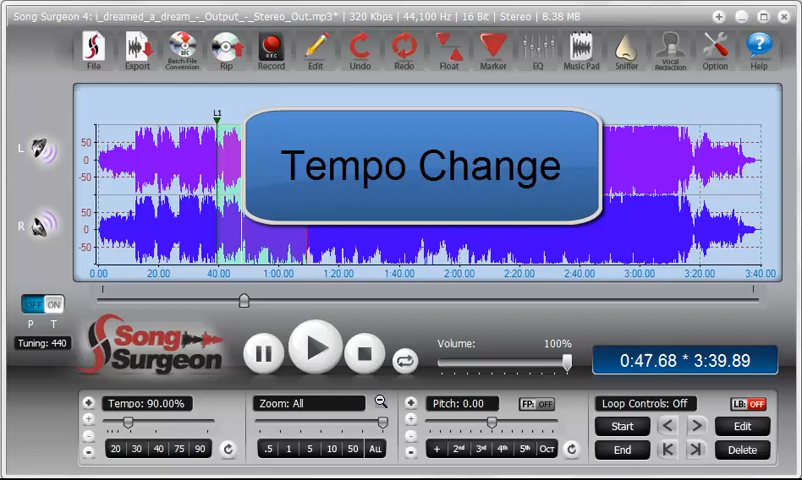 Song Surgeon 4: i_dreamed_a_dream_-_Output_-_Stereo_Out.mp3* | 320 Kbps | 44,100 Hz | 16 Bit | Stereo | 8.38 MB
File Export Batch File Conversion Rip Record Edit Undo Redo Float Marker EQ Music Pad Sniffer Vocal Reduction Option Help
REC
L1
Tempo Change
L 50 0 -50
R 50 0 -50
0.00 20.00 40.00 1:00.00 1:20.00 1:40.00 2:00.00 2:20.00 2:40.00 3:00.00 3:20.00 3:40.00
OFF ON
P T
Tuning: 440
Song Surgeon
Volume: 100%
0:47.68 * 3:39.89
Tempo: 90.00% Zoom: All Pitch: 0.00 FP: OFF Loop Controls: Off LB: OFF
Start < > Edit
20 30 40 75 90 .5 1 5 10 50 ALL + 2nd 3rd 4th 5th Oct End Delete